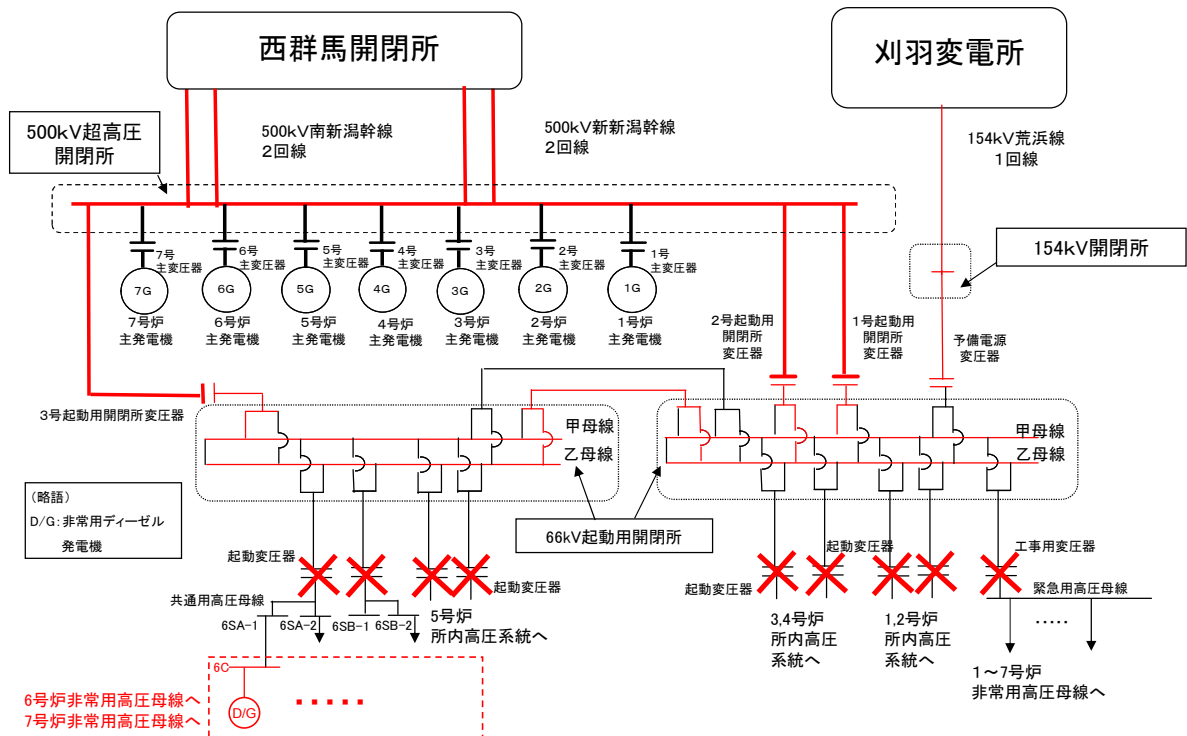 西群馬開閉所
刈羽変電所
500kV超高圧
開閉所
500kV南新潟幹線
2回線
500kV新新潟幹線
2回線
154kV荒浜線
1回線
154kV開閉所
7号
主変圧器
6号
主変圧器
5号
主変圧器
4号
主変圧器
3号
主変圧器
2号
主変圧器
1号
主変圧器
7G
6G
5G
4G
3G
2G
1G
7号炉
主発電機
6号炉
主発電機
5号炉
主発電機
4号炉
主発電機
3号炉
主発電機
2号炉
主発電機
1号炉
主発電機
2号起動用
開閉所
変圧器
1号起動用
開閉所
変圧器
予備電源
変圧器
3号起動用開閉所変圧器
甲母線
乙母線
甲母線
乙母線
(略語)
D/G:非常用ディーゼル
発電機
66kV起動用開閉所
起動変圧器
起動変圧器
起動変圧器
起動変圧器
工事用変圧器
共通用高圧母線
緊急用高圧母線
6SA-1
6SA-2
6SB-1
6SB-2
5号炉
所内高圧
系統へ
3,4号炉
所内高圧
系統へ
1,2号炉
所内高圧
系統へ
1～7号炉
非常用高圧母線へ
6C
D/G
6号炉非常用高圧母線へ
7号炉非常用高圧母線へ